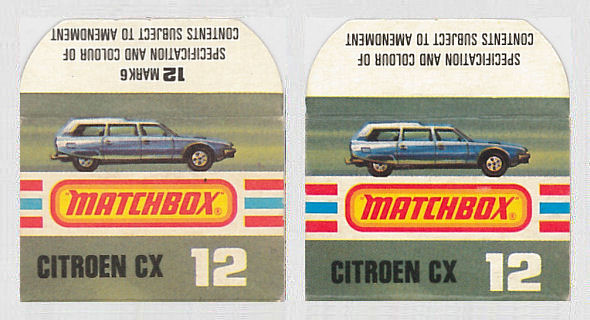 12 MARK6
SPECIFICATION AND COLOUR OF
CONTENTS SUBJECT TO AMENDMENT
MATCHBOX®
CITROEN CX 12
SPECIFICATION AND COLOUR OF
CONTENTS SUBJECT TO AMENDMENT
MATCHBOX®
CITROEN CX 12